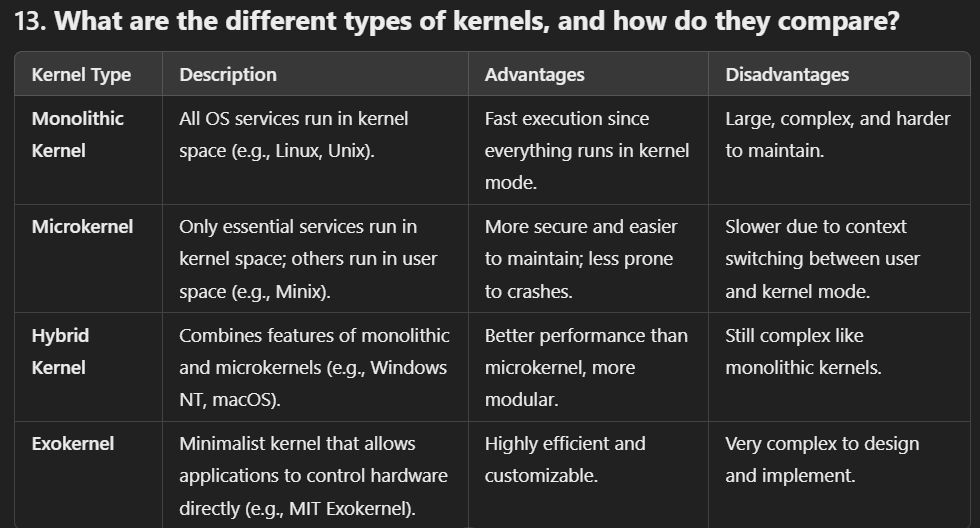 13. What are the different types of kernels, and how do they compare?
Kernel Type Description Advantages Disadvantages
Monolithic
Kernel
All OS services run in kernel
space (e.g., Linux, Unix).
Fast execution since
everything runs in kernel
mode.
Large, complex, and harder
to maintain.
Microkernel
Only essential services run in
kernel space; others run in user
space (e.g., Minix).
More secure and easier
to maintain; less prone
to crashes.
Slower due to context
switching between user
and kernel mode.
Hybrid
Kernel
Combines features of monolithic
and microkernels (e.g., Windows
NT, macOS).
Better performance than
microkernel, more
modular.
Still complex like
monolithic kernels.
Exokernel
Minimalist kernel that allows
applications to control hardware
directly (e.g., MIT Exokernel).
Highly efficient and
customizable.
Very complex to design
and implement.